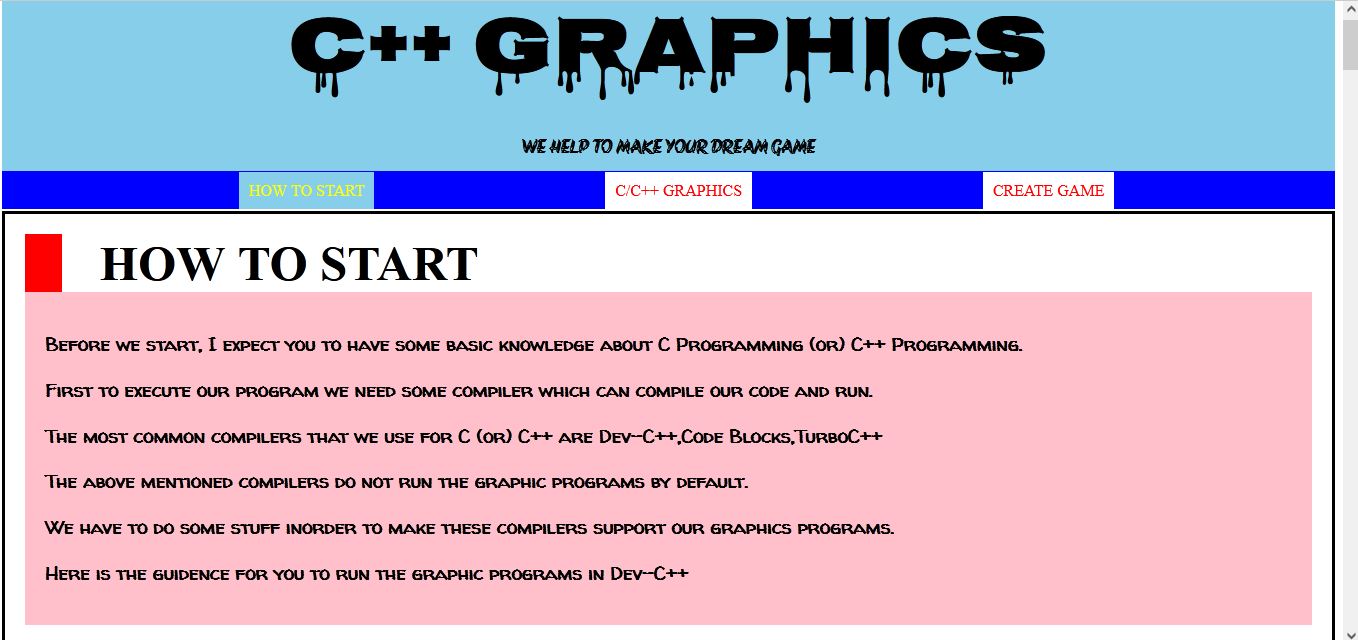 C++ GRAPHICS
WE HELP TO MAKE YOUR DREAM GAME
HOW TO START
C/C++ GRAPHICS
CREATE GAME
HOW TO START
Before we start, I expect you to have some basic knowledge about C Programming (or) C++ Programming.
First to execute our program we need some compiler which can compile our code and run.
The most common compilers that we use for C (or) C++ are Dev-C++,Code Blocks,TurboC++
The above mentioned compilers do not run the graphic programs by default.
We have to do some stuff inorder to make these compilers support our graphics programs.
Here is the guidence for you to run the graphic programs in Dev-C++